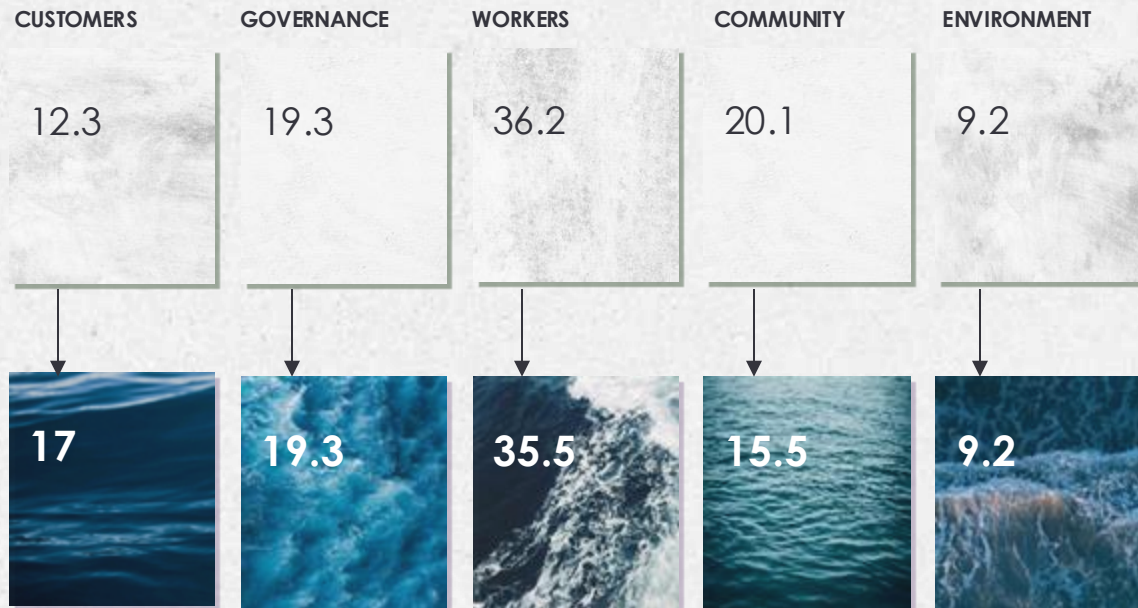 CUSTOMERS GOVERNANCE WORKERS COMMUNITY ENVIRONMENT
12.3 19.3 36.2 20.1 9.2
17 19.3 35.5 15.5 9.2